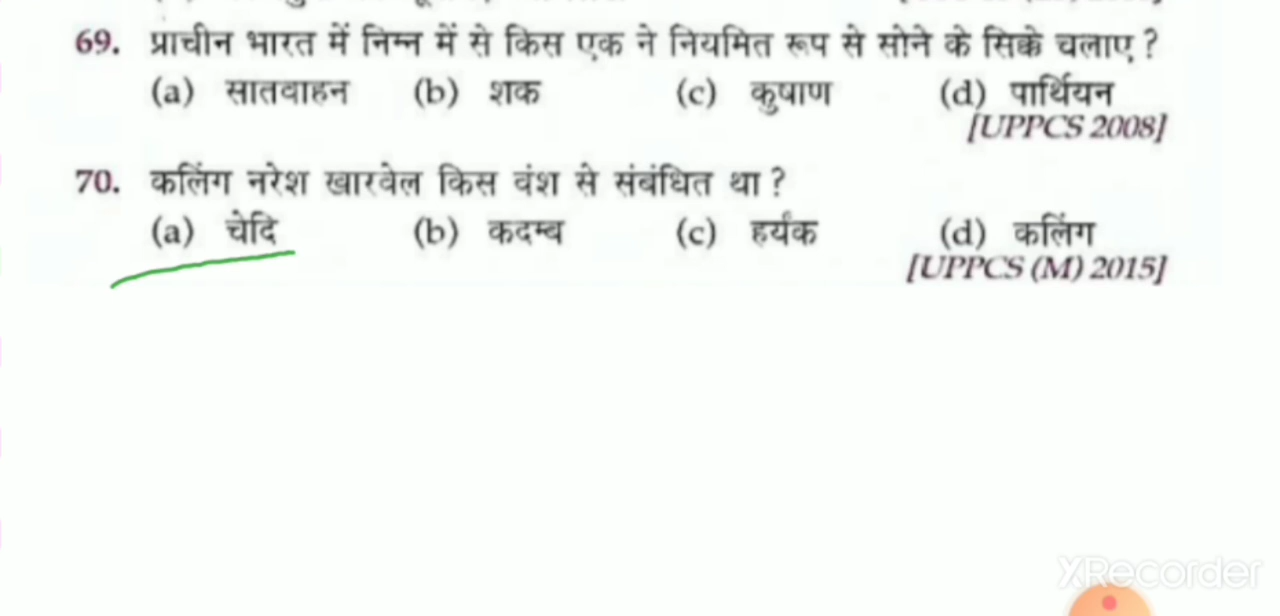 69. प्राचीन भारत में निम्न में से किस एक ने नियमित रूप से सोने के सिक्के चलाए ?
(a) सातवाहन (b) शक (c) कुषाण (d) पार्थियन
[UPPCS 2008]
70. कलिंग नरेश खारवेल किस वंश से संबंधित था ?
(a) चेदि (b) कदम्ब (c) हर्यंक (d) कलिंग
[UPPCS (M) 2015]
XRecorder